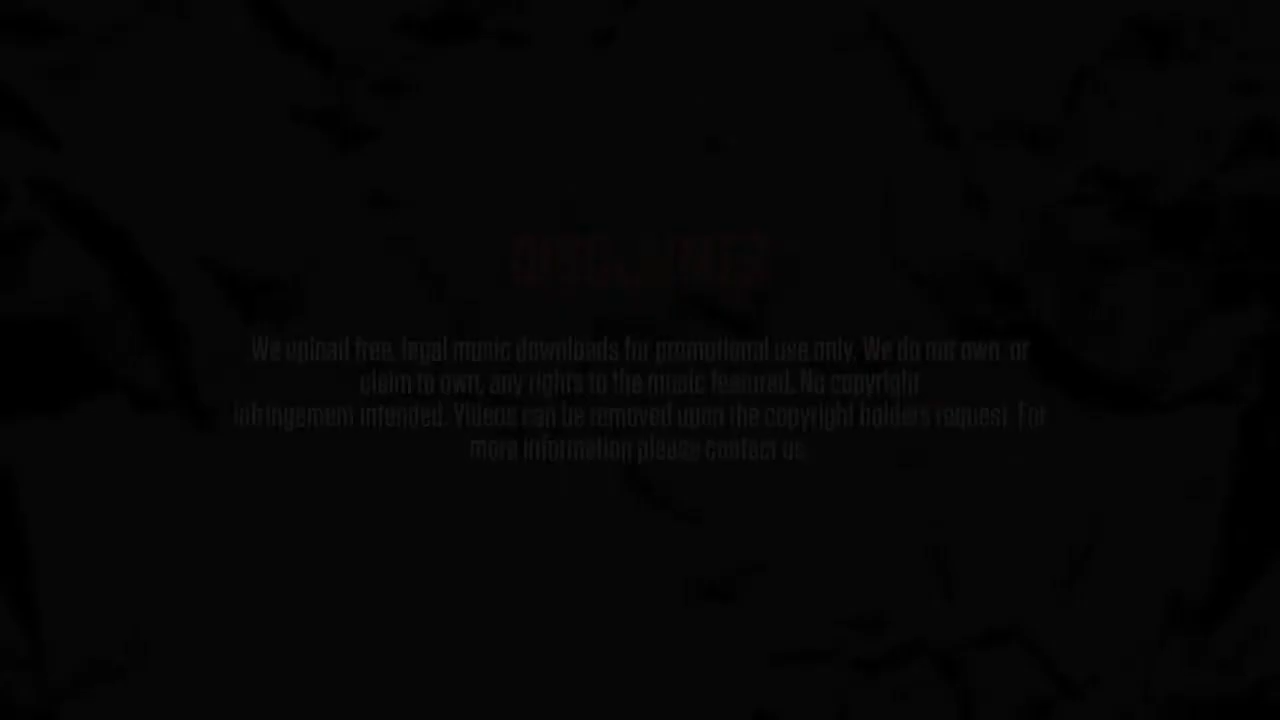 DISCLAIMER
We upload free, legal music downloads for promotional use only. We do not own, or
claim to own, any rights to the music featured. No copyright
infringement intended. Videos can be removed upon the copyright holders request. For
more information please contact us.